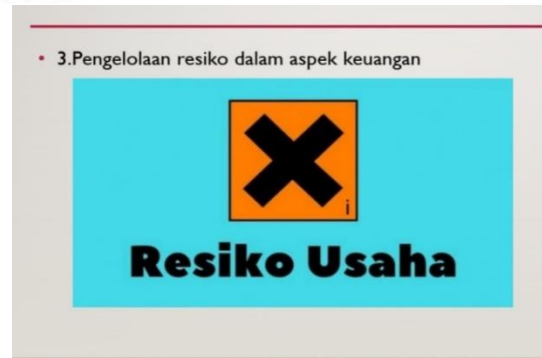 • 3.Pengelolaan resiko dalam aspek keuangan
i
Resiko Usaha